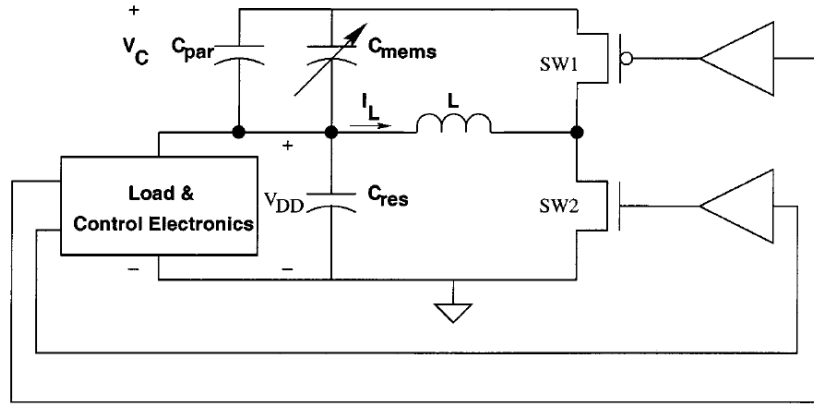 +
V_C
−
C_par
C_mems
SW1
I_L
L
+
Load &
Control Electronics
V_DD
C_res
SW2
−
−